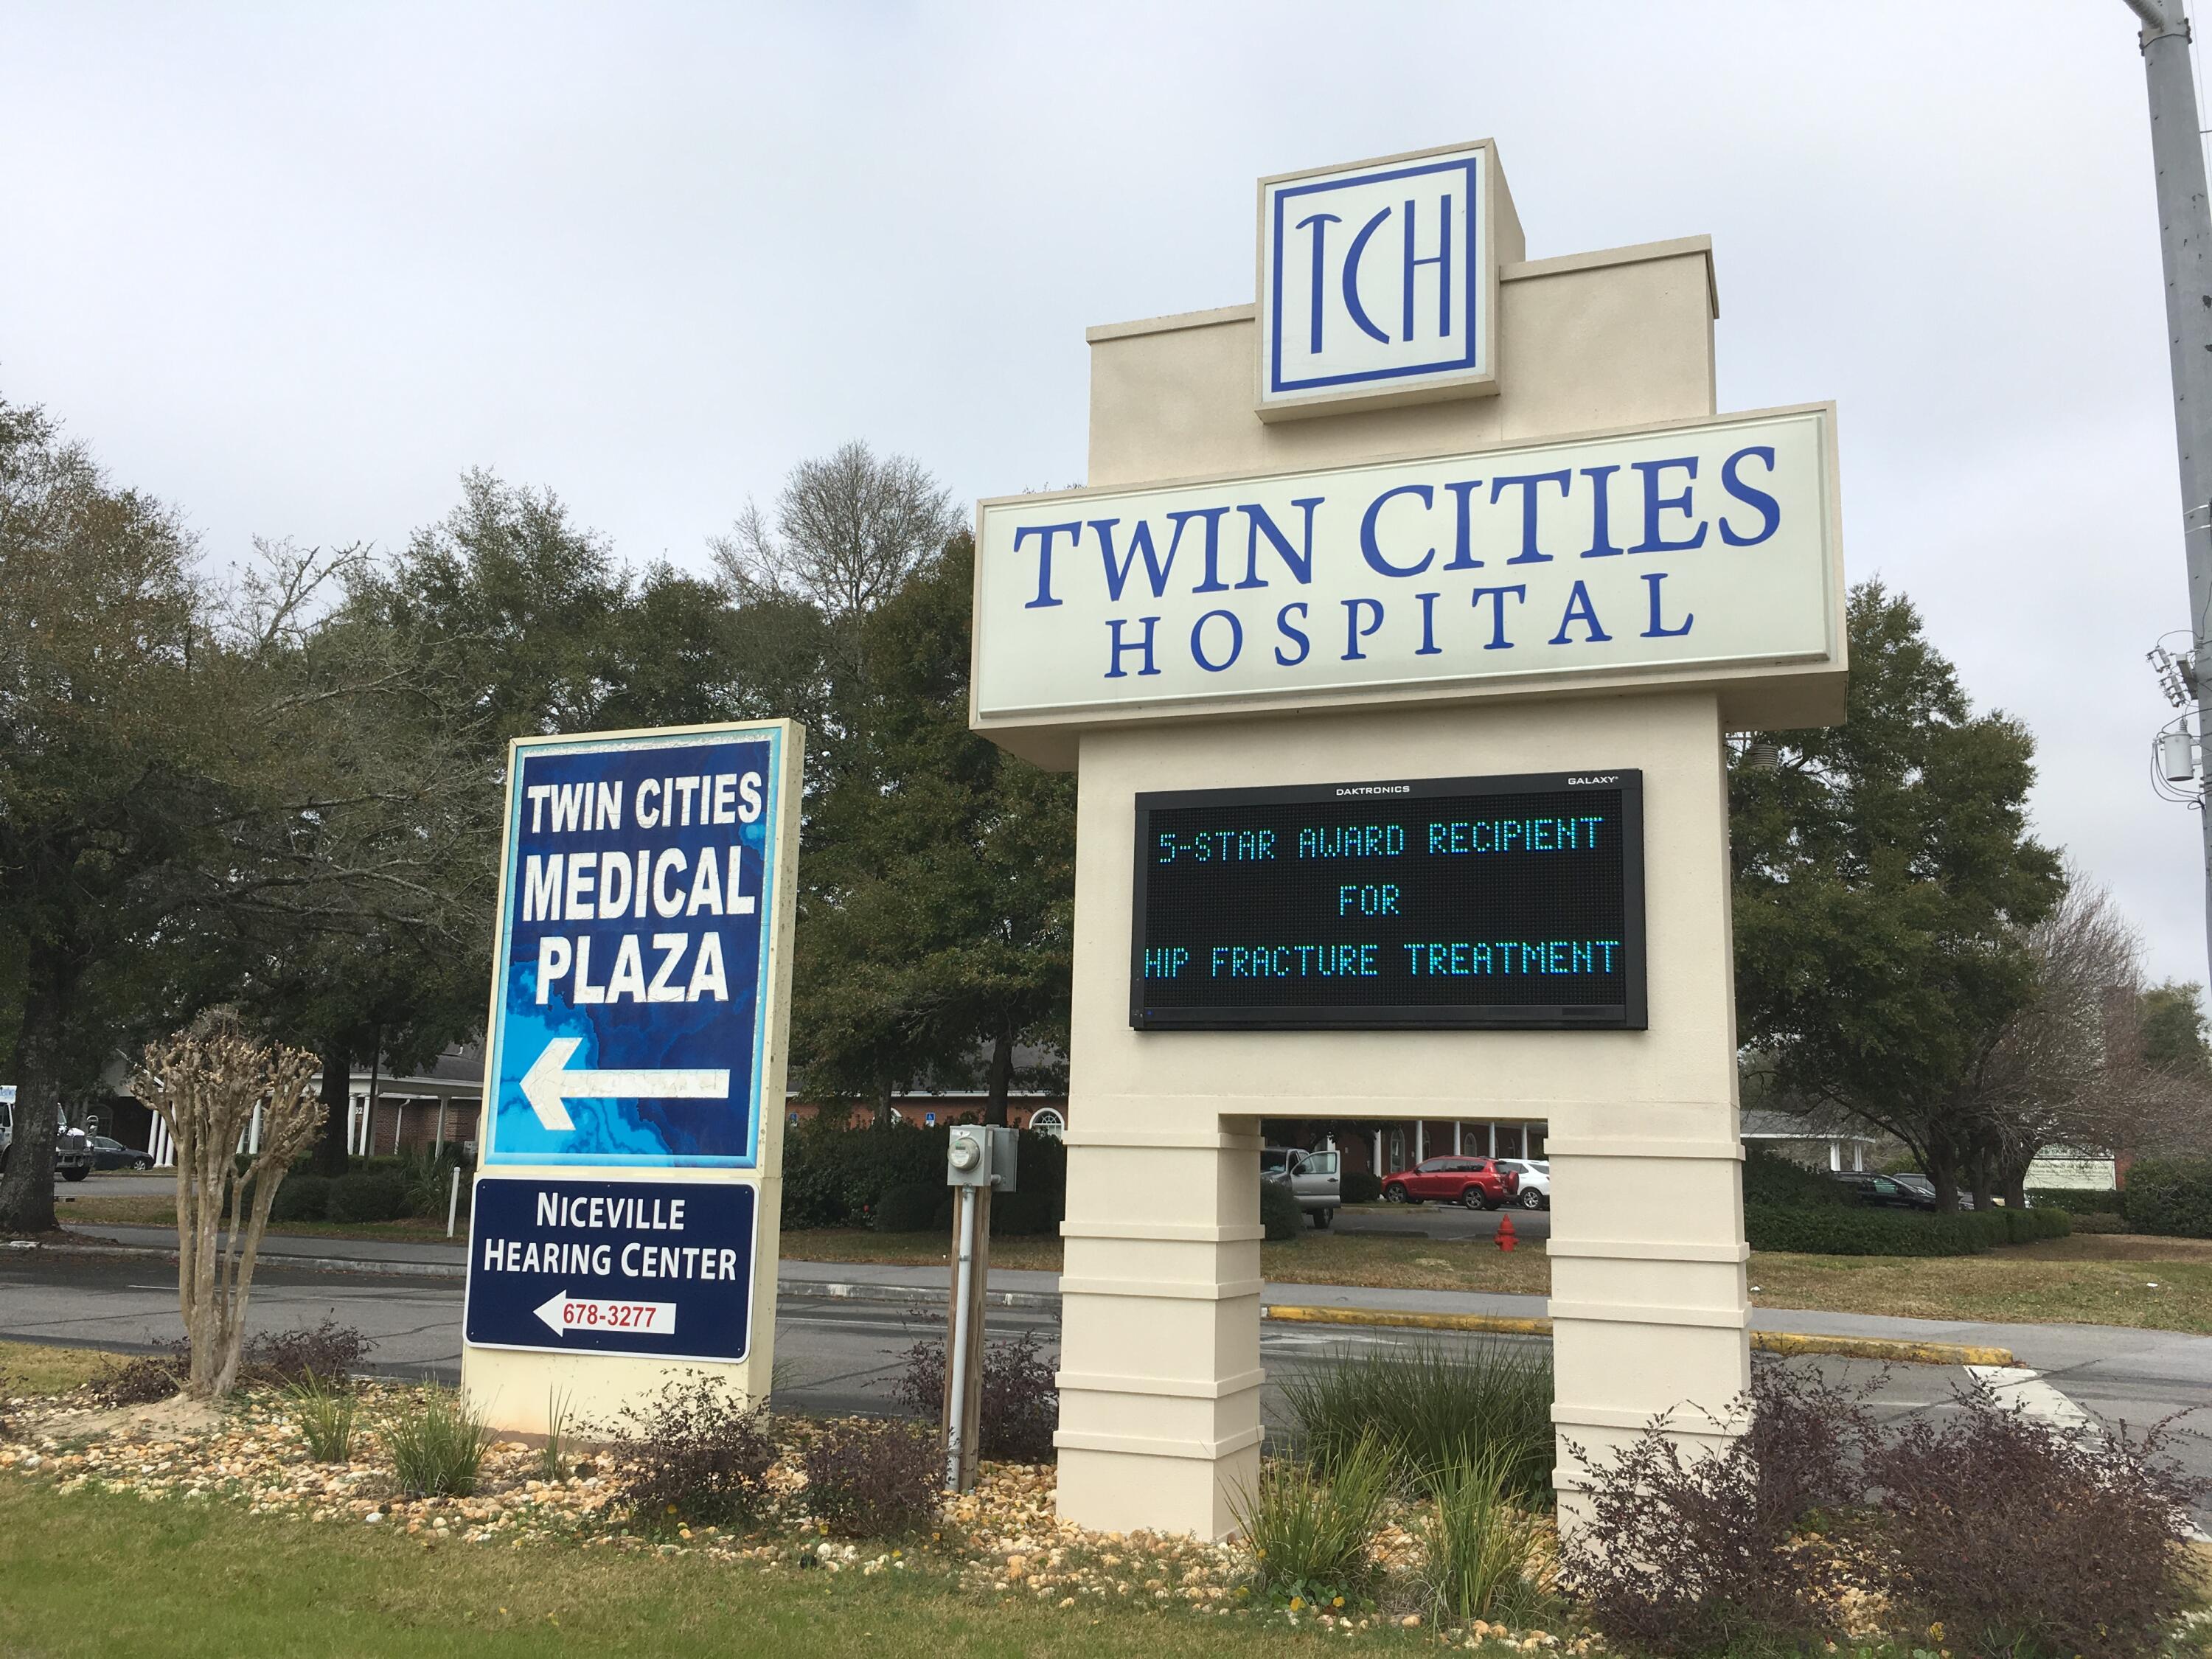 TCH
TWIN CITIES
HOSPITAL
DAKTRONICS
GALAXY
5-STAR AWARD RECIPIENT
FOR
HIP FRACTURE TREATMENT
TWIN CITIES
MEDICAL
PLAZA
NICEVILLE
HEARING CENTER
678-3277